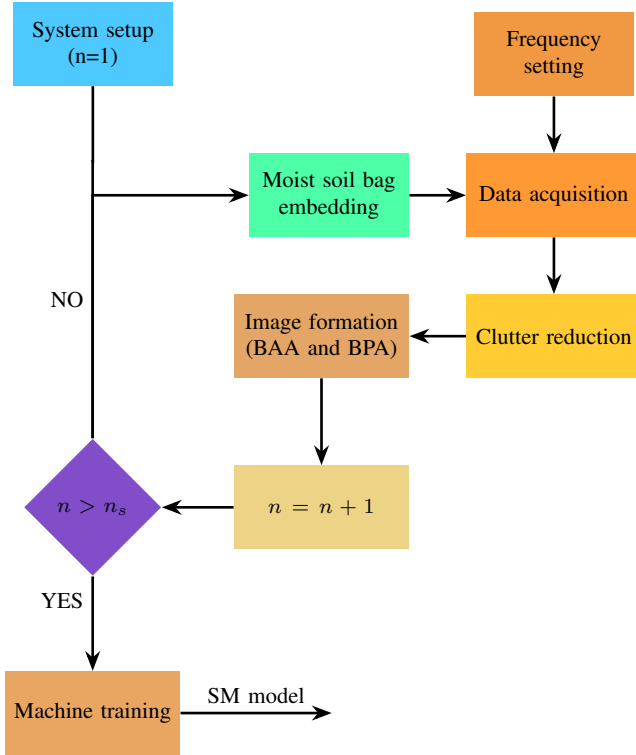 System setup
(n=1)
Frequency
setting
Moist soil bag
embedding
Data acquisition
NO
Image formation
(BAA and BPA)
Clutter reduction
n > n_s
n = n + 1
YES
Machine training
SM model